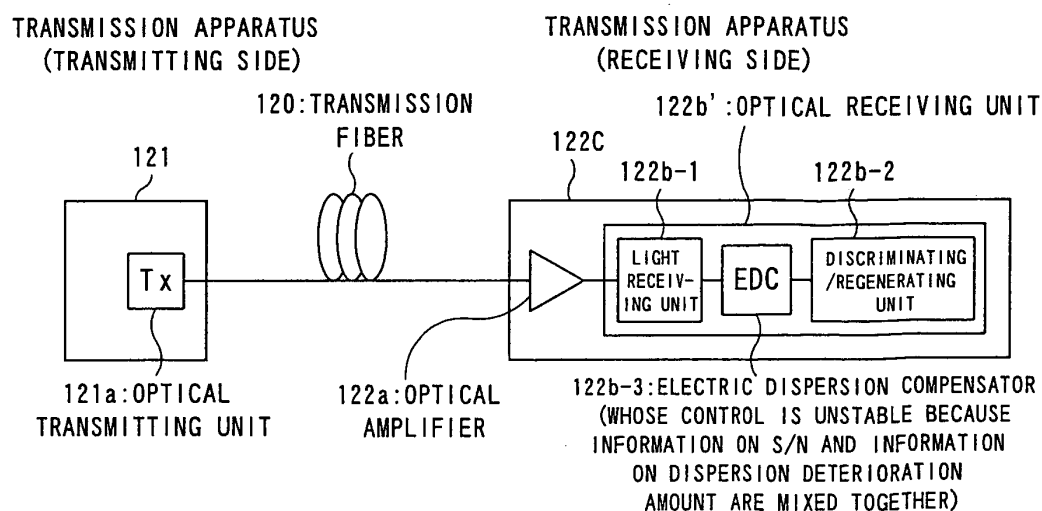 TRANSMISSION APPARATUS
(TRANSMITTING SIDE)
TRANSMISSION APPARATUS
(RECEIVING SIDE)
120:TRANSMISSION
FIBER
122b':OPTICAL RECEIVING UNIT
121
122C
122b-1
122b-2
Tx
LIGHT
RECEIV-
ING UNIT
EDC
DISCRIMINATING
/REGENERATING
UNIT
121a:OPTICAL
TRANSMITTING UNIT
122a:OPTICAL
AMPLIFIER
122b-3:ELECTRIC DISPERSION COMPENSATOR
(WHOSE CONTROL IS UNSTABLE BECAUSE
INFORMATION ON S/N AND INFORMATION
ON DISPERSION DETERIORATION
AMOUNT ARE MIXED TOGETHER)